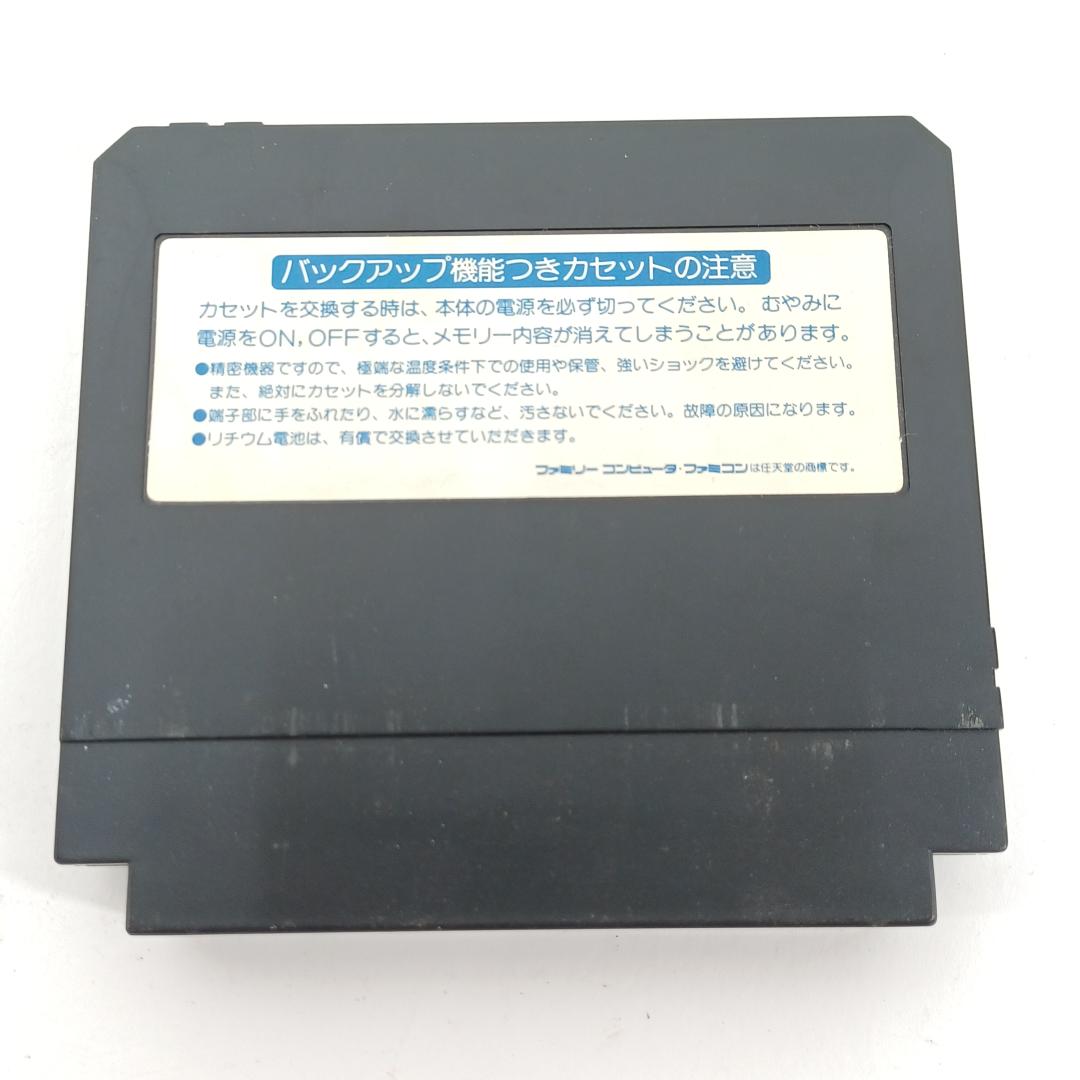 バックアップ機能つきカセットの注意
カセットを交換する時は、本体の電源を必ず切ってください。むやみに
電源をON,OFFすると、メモリー内容が消えてしまうことがあります。
●精密機器ですので、極端な温度条件下での使用や保管、強いショックを避けてください。
また、絶対にカセットを分解しないでください。
●端子部に手をふれたり、水に濡らすなど、汚さないでください。故障の原因になります。
●リチウム電池は、有償で交換させていただきます。
ファミリー コンピュータ・ファミコンは任天堂の商標です。